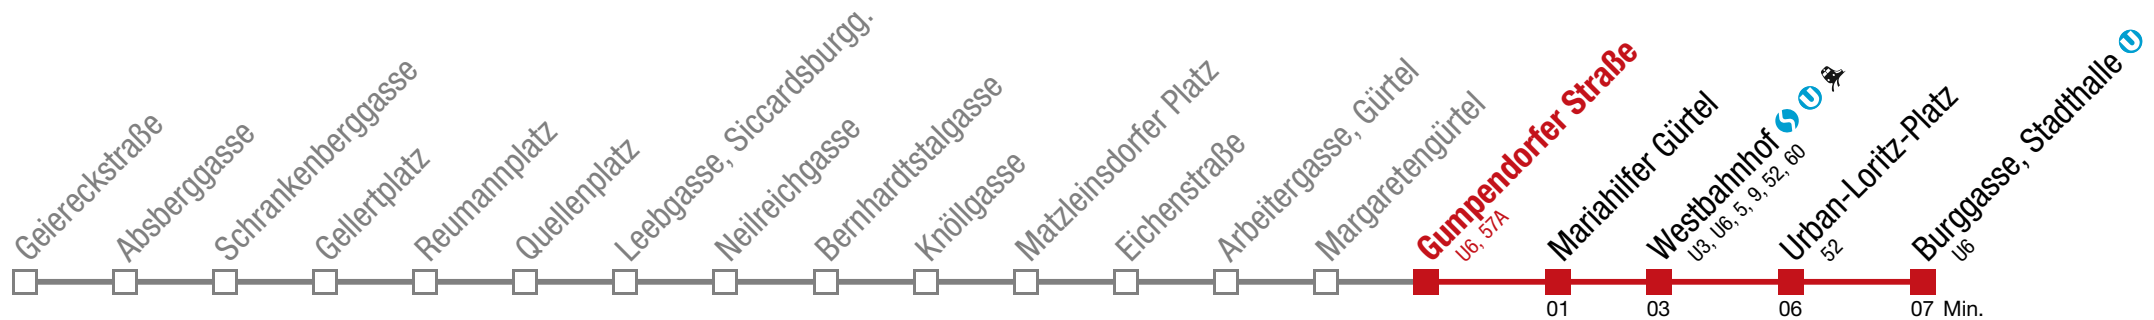 Geiereckstraße
Absberggasse
Schrankenberggasse
Gellertplatz
Reumannplatz
Quellenplatz
Leebgasse, Siccardsburgg.
Neilreichgasse
Bernhardtstalgasse
Knöllgasse
Matzleinsdorfer Platz
Eichenstraße
Arbeitergasse, Gürtel
Margaretengürtel
Gumpendorfer Straße
U6, 57A
Mariahilfer Gürtel
Westbahnhof S U
U3, U6, 5, 9, 52, 60
Urban-Loritz-Platz
52
Burggasse, Stadthalle U
U6
01 03 06 07 Min.